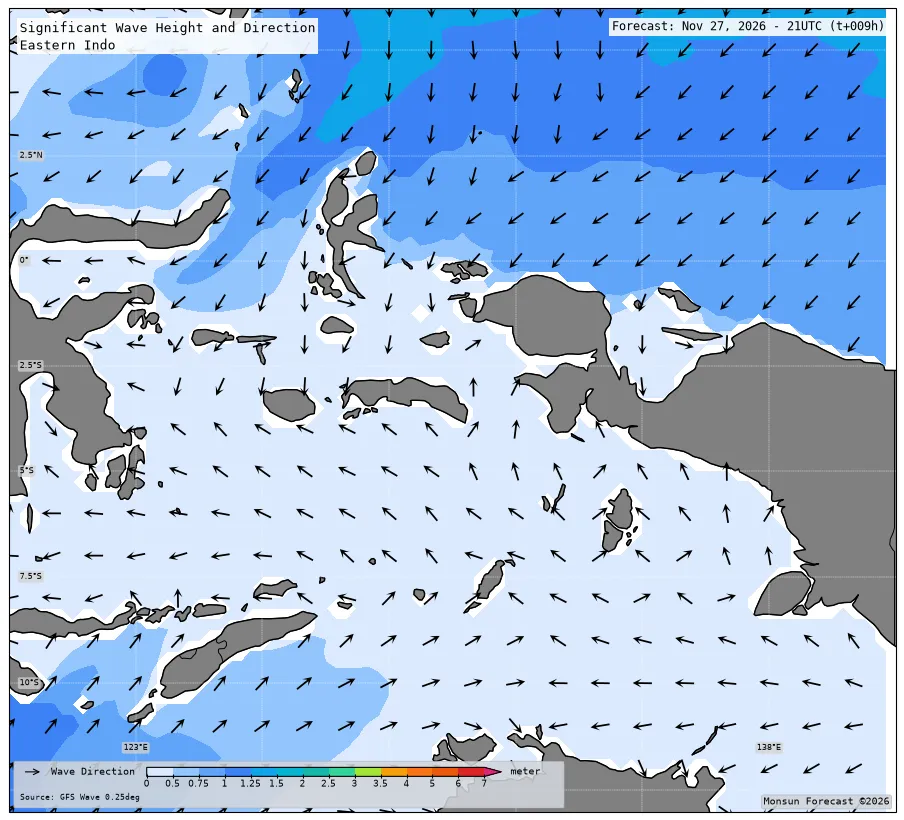 Significant Wave Height and Direction
Eastern Indo
Forecast: Nov 27, 2026 - 21UTC (t+009h)
2.5°N
0°
2.5°S
5°S
7.5°S
10°S
123°E
138°E
Wave Direction
meter
0 0.5 0.75 1 1.25 1.5 2 2.5 3 3.5 4 5 6 7
Source: GFS Wave 0.25deg
Monsun Forecast ©2026